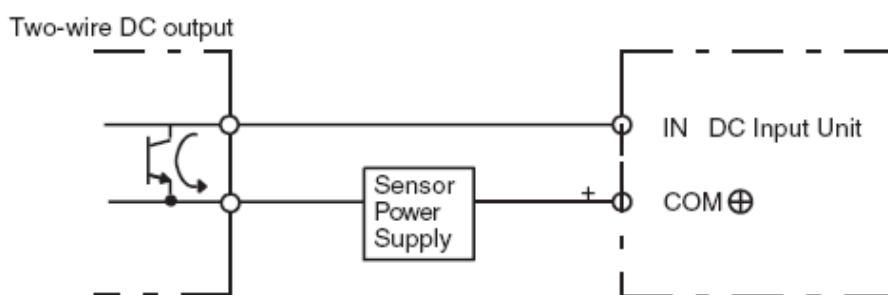 Two-wire DC output
IN DC Input Unit
Sensor
Power
Supply
+
COM ⊕